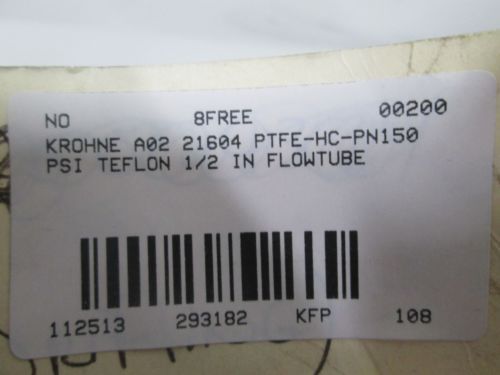 NO 8FREE 00200
KROHNE A02 21604 PTFE-HC-PN150
PSI TEFLON 1/2 IN FLOWTUBE
112513 293182 KFP 108